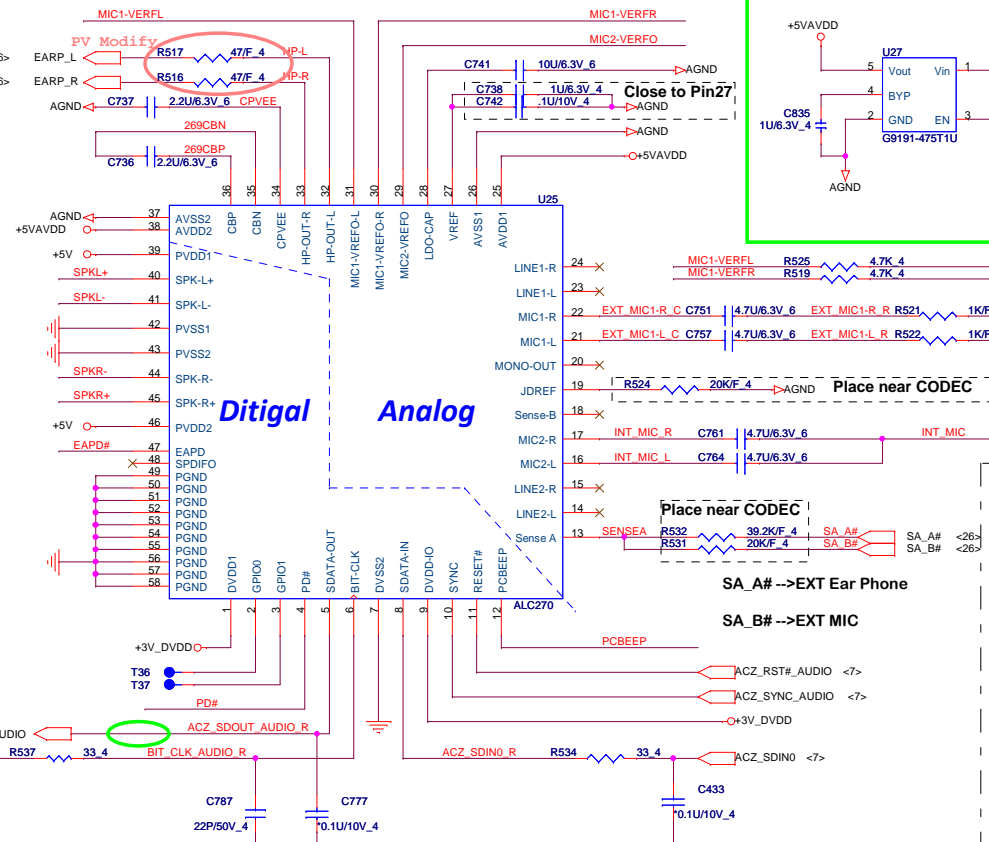 MIC1-VERFL
MIC1-VERFR
PV Modify
MIC2-VERFO
+5VAVDD
EARP_L
R517
47/F_4
HP-L
U27
C741
10U/6.3V_6
AGND
EARP_R
R516
47/F_4
HP-R
5
Vout
Vin
1
C738
1U/6.3V_4
Close to Pin27
4
BYP
AGND
C737
2.2U/6.3V_6
CPVEE
C742
.1U/10V_4
AGND
C835
1U/6.3V_4
2
GND
EN
3
G9191-475T1U
269CBN
AGND
269CBP
C736
2.2U/6.3V_6
+5VAVDD
AGND
36
35
34
33
32
31
30
29
28
27
26
25
U25
CBP
CBN
CPVEE
HP-OUT-R
HP-OUT-L
MIC1-VREFO-L
MIC1-VREFO-R
MIC2-VREFO
LDO-CAP
VREF
AVSS1
AVDD1
AGND
37
AVSS2
+5VAVDD
38
AVDD2
+5V
39
PVDD1
SPKL+
40
SPK-L+
SPKL-
41
SPK-L-
42
PVSS1
43
PVSS2
SPKR-
44
SPK-R-
SPKR+
45
SPK-R+
+5V
46
PVDD2
EAPD#
47
EAPD
48
SPDIFO
49
PGND
50
PGND
51
PGND
52
PGND
53
PGND
54
PGND
55
PGND
56
PGND
57
PGND
58
PGND
Ditigal
Analog
LINE1-R
24
LINE1-L
23
MIC1-R
22
EXT_MIC1-R_C
C751
4.7U/6.3V_6
EXT_MIC1-R_R
R521
1K/F
MIC1-L
21
EXT_MIC1-L_C
C757
4.7U/6.3V_6
EXT_MIC1-L_R
R522
1K/F
MIC1-VERFL
R525
4.7K_4
MIC1-VERFR
R519
4.7K_4
MONO-OUT
20
JDREF
19
R524
20K/F_4
AGND
Place near CODEC
Sense-B
18
MIC2-R
17
INT_MIC_R
C761
4.7U/6.3V_6
INT_MIC
MIC2-L
16
INT_MIC_L
C764
4.7U/6.3V_6
LINE2-R
15
LINE2-L
14
Place near CODEC
Sense A
13
SENSEA
R532
39.2K/F_4
SA_A#
SA_A#
<26>
R531
20K/F_4
SA_B#
SA_B#
<26>
SA_A# -->EXT Ear Phone
SA_B# -->EXT MIC
DVDD1
GPIO0
GPIO1
PD#
SDATA-OUT
BIT-CLK
DVSS2
SDATA-IN
DVDD-IO
SYNC
RESET#
PCBEEP
ALC270
1
2
3
4
5
6
7
8
9
10
11
12
+3V_DVDD
PCBEEP
T36
T37
ACZ_RST#_AUDIO
<7>
PD#
ACZ_SYNC_AUDIO
<7>
UDIO
ACZ_SDOUT_AUDIO_R
+3V_DVDD
R537
33_4
BIT_CLK_AUDIO_R
ACZ_SDIN0_R
R534
33_4
ACZ_SDIN0
<7>
C787
22P/50V_4
C777
*0.1U/10V_4
C433
*0.1U/10V_4